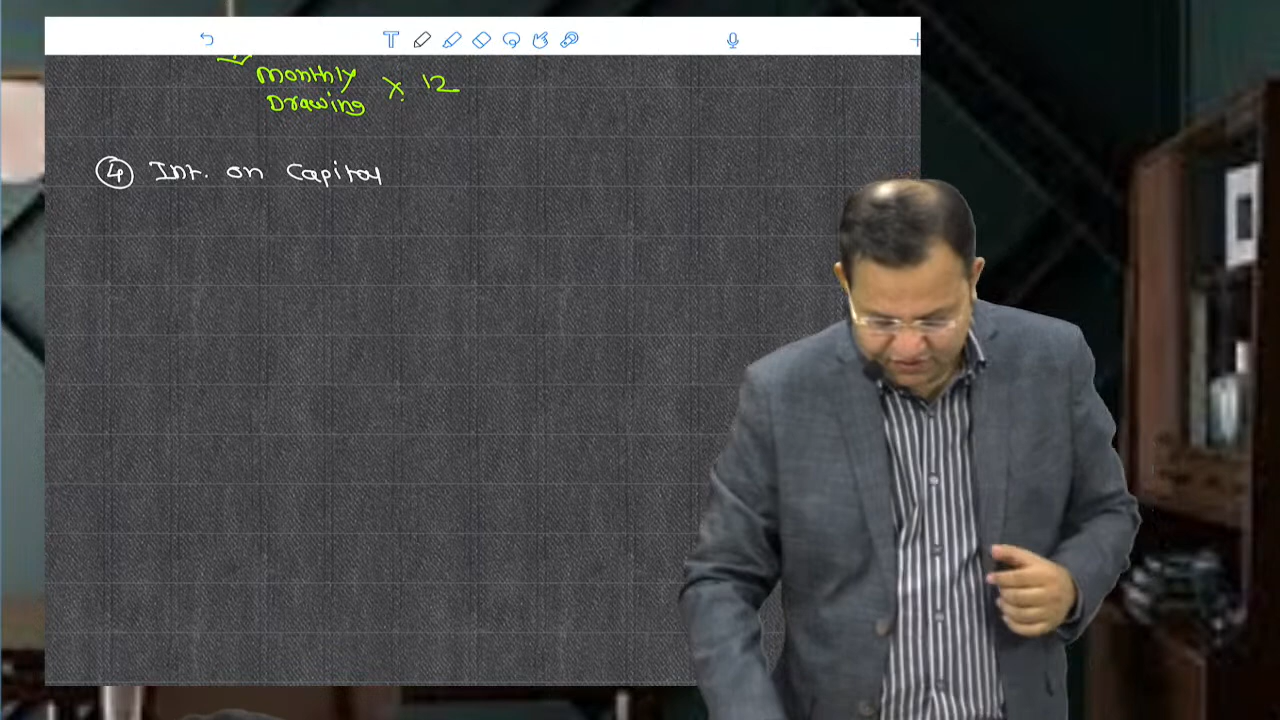 Monthly
Drawing × 12
④ Int. on Capital